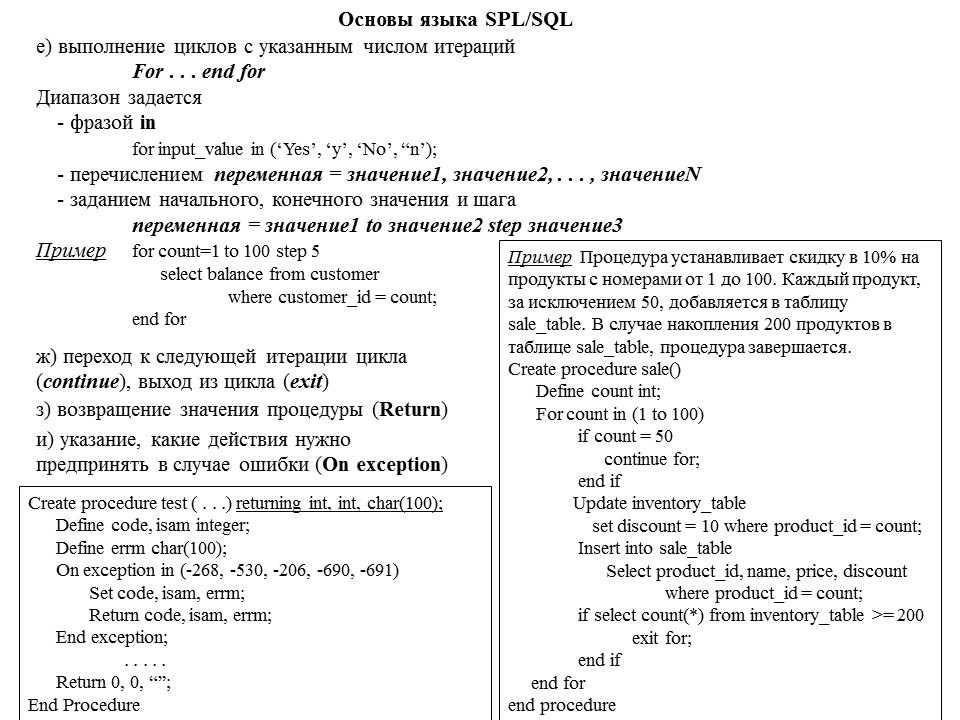 Основы языка SPL/SQL
е) выполнение циклов с указанным числом итераций
For . . . end for
Диапазон задается
- фразой in
for input_value in (‘Yes’, ‘y’, ‘No’, “n’);
- перечислением переменная = значение1, значение2, . . . , значениеN
- заданием начального, конечного значения и шага
переменная = значение1 to значение2 step значение3
Пример for count=1 to 100 step 5
select balance from customer
where customer_id = count;
end for
ж) переход к следующей итерации цикла
(continue), выход из цикла (exit)
з) возвращение значения процедуры (Return)
и) указание, какие действия нужно
предпринять в случае ошибки (On exception)
Create procedure test ( . . .) returning int, int, char(100);
Define code, isam integer;
Define errm char(100);
On exception in (-268, -530, -206, -690, -691)
Set code, isam, errm;
Return code, isam, errm;
End exception;
. . . . .
Return 0, 0, “”;
End Procedure
Пример Процедура устанавливает скидку в 10% на
продукты с номерами от 1 до 100. Каждый продукт,
за исключением 50, добавляется в таблицу
sale_table. В случае накопления 200 продуктов в
таблице sale_table, процедура завершается.
Create procedure sale()
Define count int;
For count in (1 to 100)
if count = 50
continue for;
end if
Update inventory_table
set discount = 10 where product_id = count;
Insert into sale_table
Select product_id, name, price, discount
where product_id = count;
if select count(*) from inventory_table >= 200
exit for;
end if
end for
end procedure